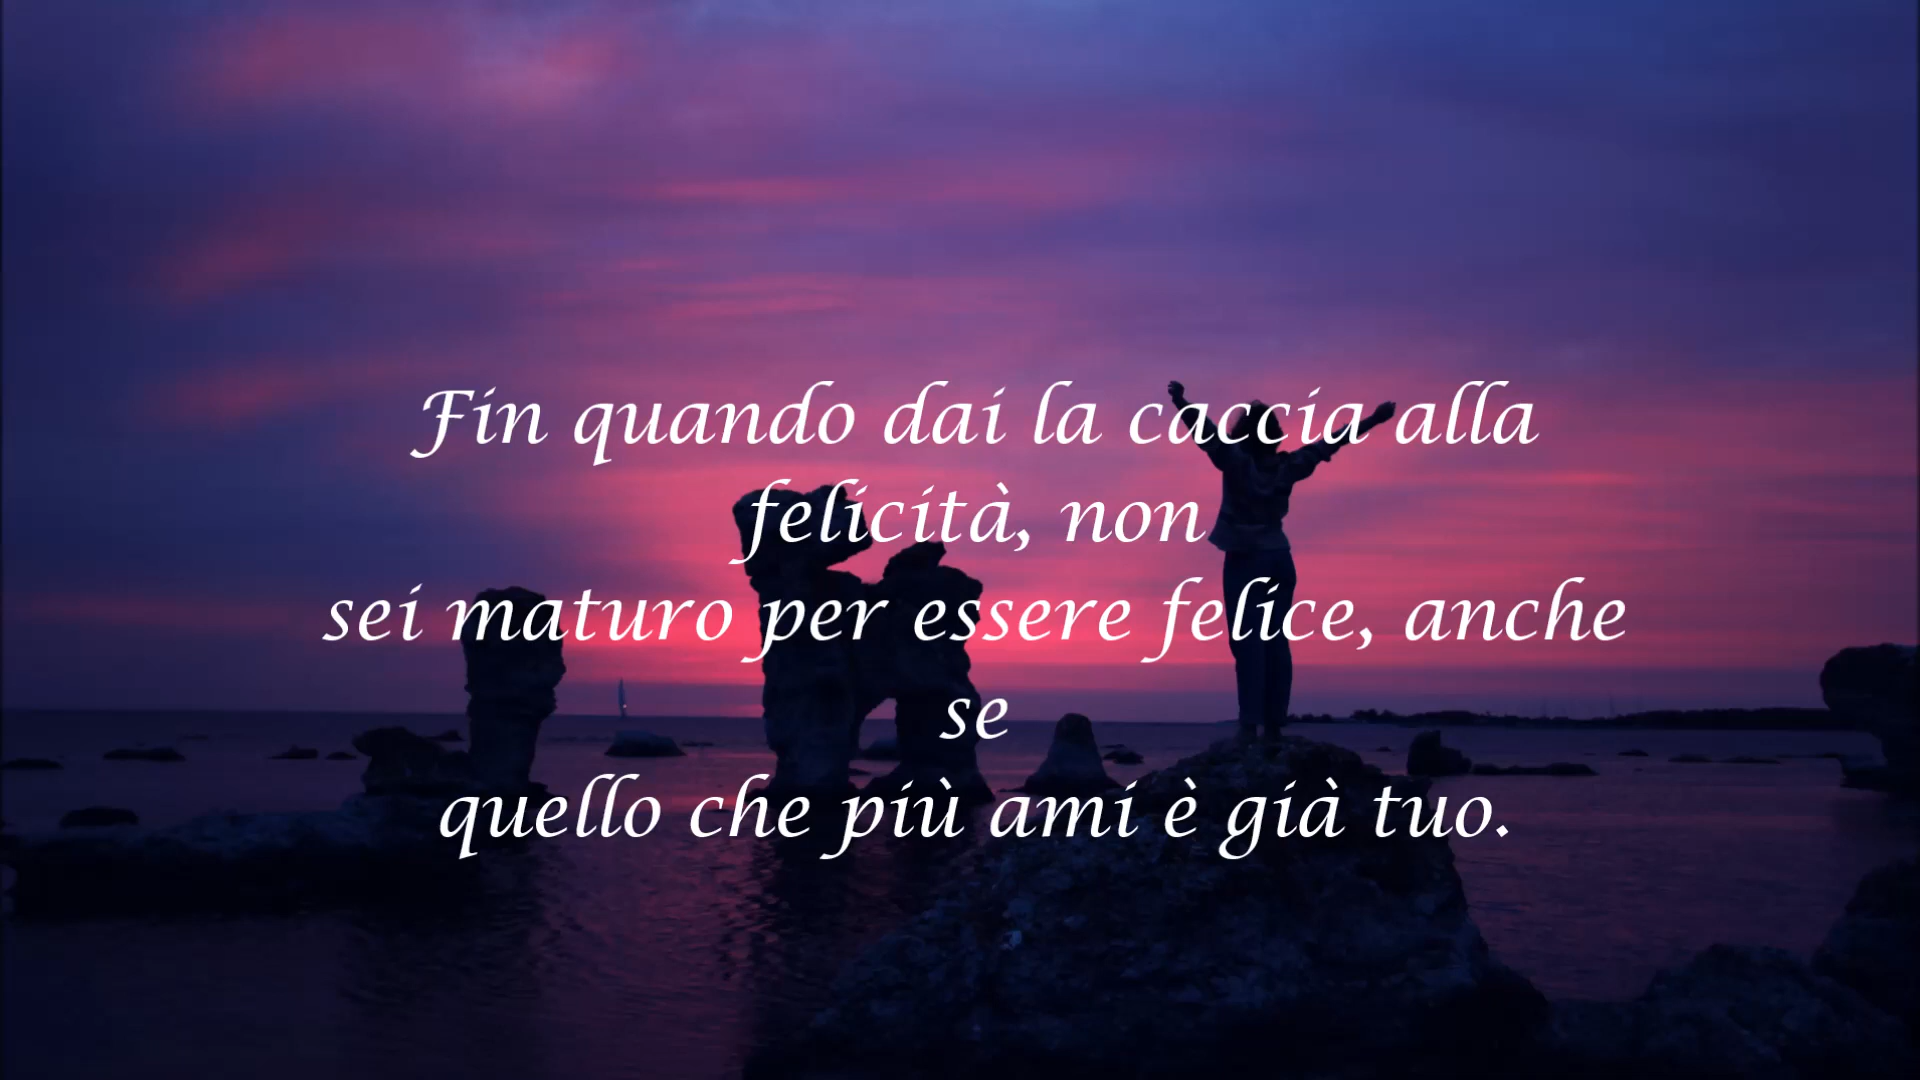 Fin quando dai la caccia alla
felicità, non
sei maturo per essere felice, anche
se
quello che più ami è già tuo.